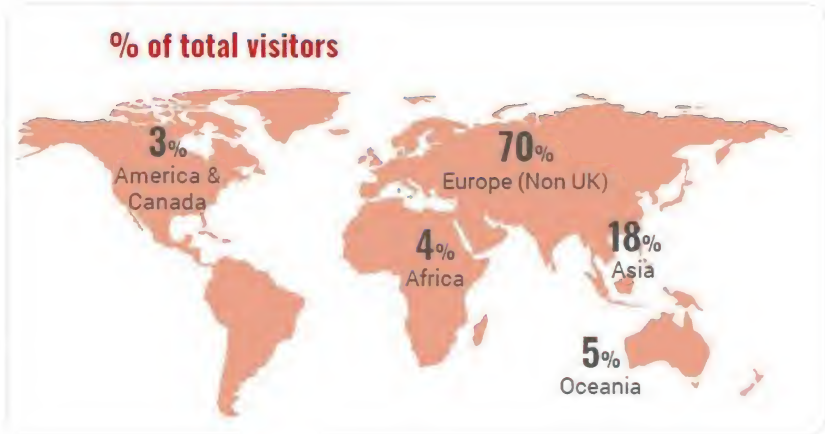 % of total visitors
3%
America &
Canada
70%
Europe (Non UK)
4%
Africa
18%
Asia
5%
Oceania